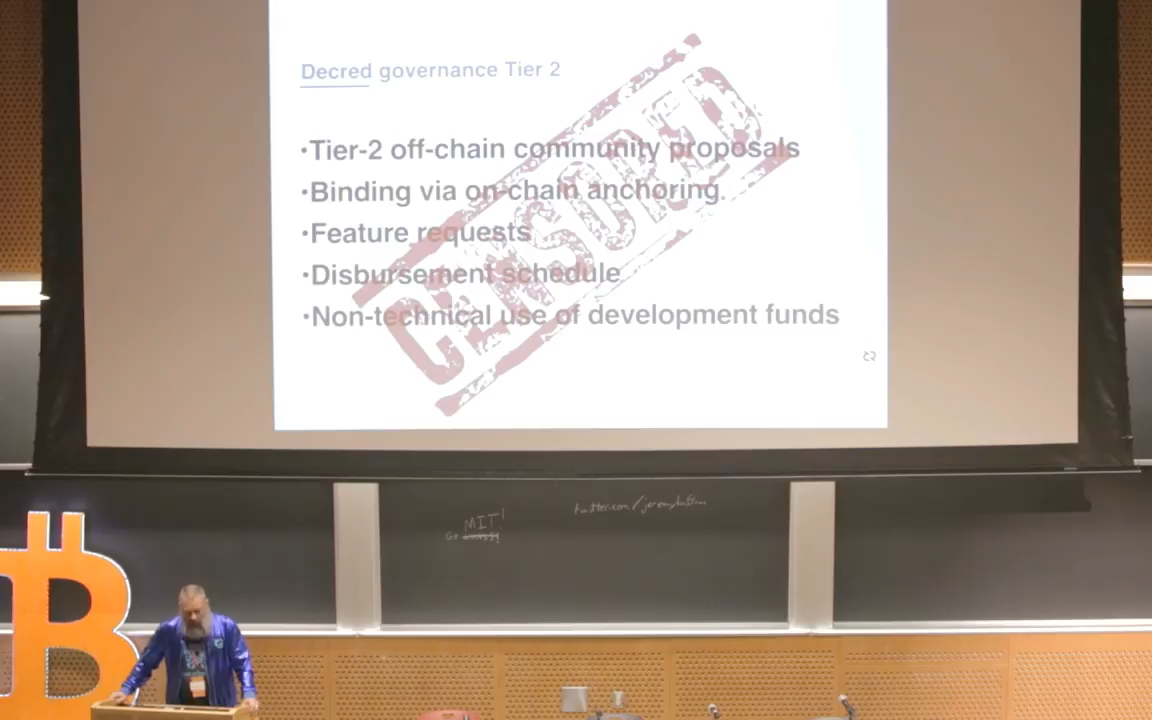 Decred governance Tier 2
•Tier-2 off-chain community proposals
•Binding via on-chain anchoring.
•Feature requests
•Disbursement schedule
•Non-technical use of development funds
CENSORED
MIT!
Go